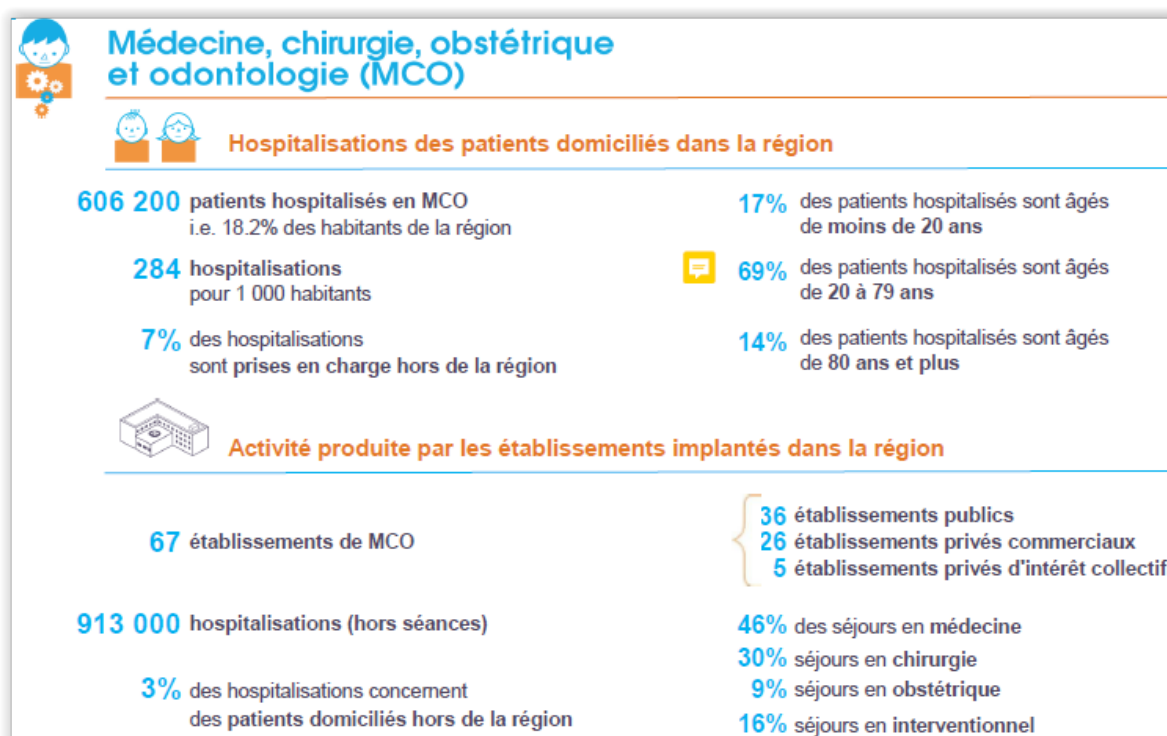 Médecine, chirurgie, obstétrique
et odontologie (MCO)
Hospitalisations des patients domiciliés dans la région
606 200 patients hospitalisés en MCO
i.e. 18.2% des habitants de la région
284 hospitalisations
pour 1 000 habitants
7% des hospitalisations
sont prises en charge hors de la région
17% des patients hospitalisés sont âgés
de moins de 20 ans
69% des patients hospitalisés sont âgés
de 20 à 79 ans
14% des patients hospitalisés sont âgés
de 80 ans et plus
Activité produite par les établissements implantés dans la région
67 établissements de MCO
36 établissements publics
26 établissements privés commerciaux
5 établissements privés d'intérêt collectif
913 000 hospitalisations (hors séances)
3% des hospitalisations concernent
des patients domiciliés hors de la région
46% des séjours en médecine
30% séjours en chirurgie
9% séjours en obstétrique
16% séjours en interventionnel